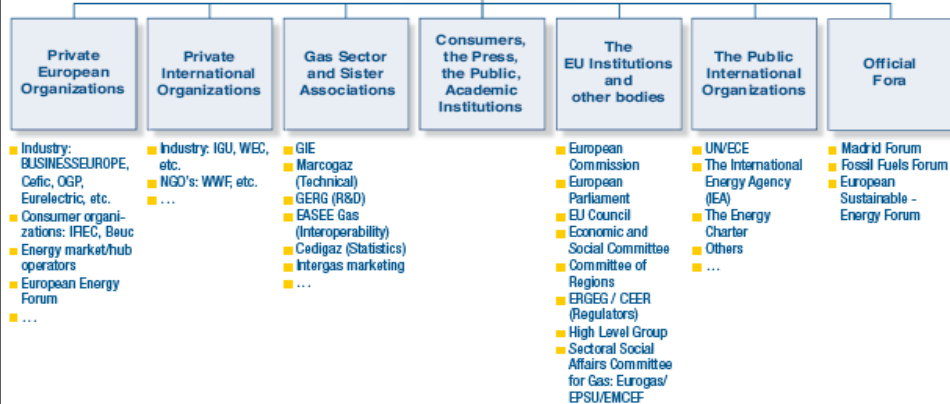 Private
European
Organizations
Private
International
Organizations
Gas Sector
and Sister
Associations
Consumers,
the Press,
the Public,
Academic
Institutions
The
EU Institutions
and
other bodies
The Public
International
Organizations
Official
Fora
Industry:
BUSINESSEUROPE,
Cefic, OGP,
Eurelectric, etc.
Consumer organi-
zations: IFIEC, Beuc
Energy market/hub
operators
European Energy
Forum
...
Industry: IGU, WEC,
etc.
NGO's: WWF, etc.
...
GIE
Marcogaz
(Technical)
GERG (R&D)
EASEE Gas
(Interoperability)
Cedigaz (Statistics)
Intergas marketing
...
European
Commission
European
Parliament
EU Council
Economic and
Social Committee
Committee of
Regions
ERGEG / CEER
(Regulators)
High Level Group
Sectoral Social
Affairs Committee
for Gas: Eurogas/
EPSU/EMCEF
UN/ECE
The International
Energy Agency
(IEA)
The Energy
Charter
Others
...
Madrid Forum
Fossil Fuels Forum
European
Sustainable -
Energy Forum